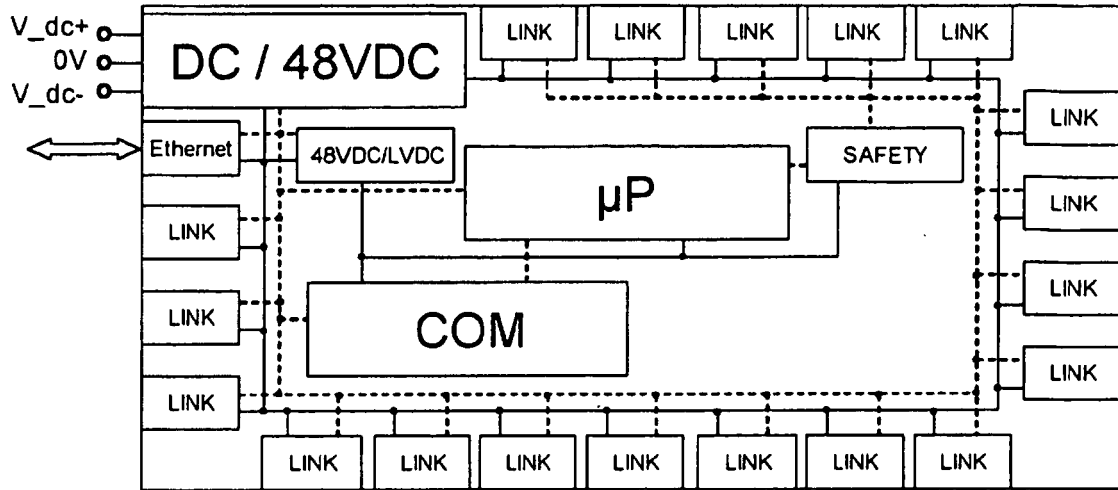 V_dc+
0V
V_dc-
DC / 48VDC
LINK LINK LINK LINK LINK
Ethernet
48VDC/LVDC
µP
SAFETY
LINK
LINK
LINK
LINK
LINK
LINK
COM
LINK
LINK LINK LINK LINK LINK LINK LINK